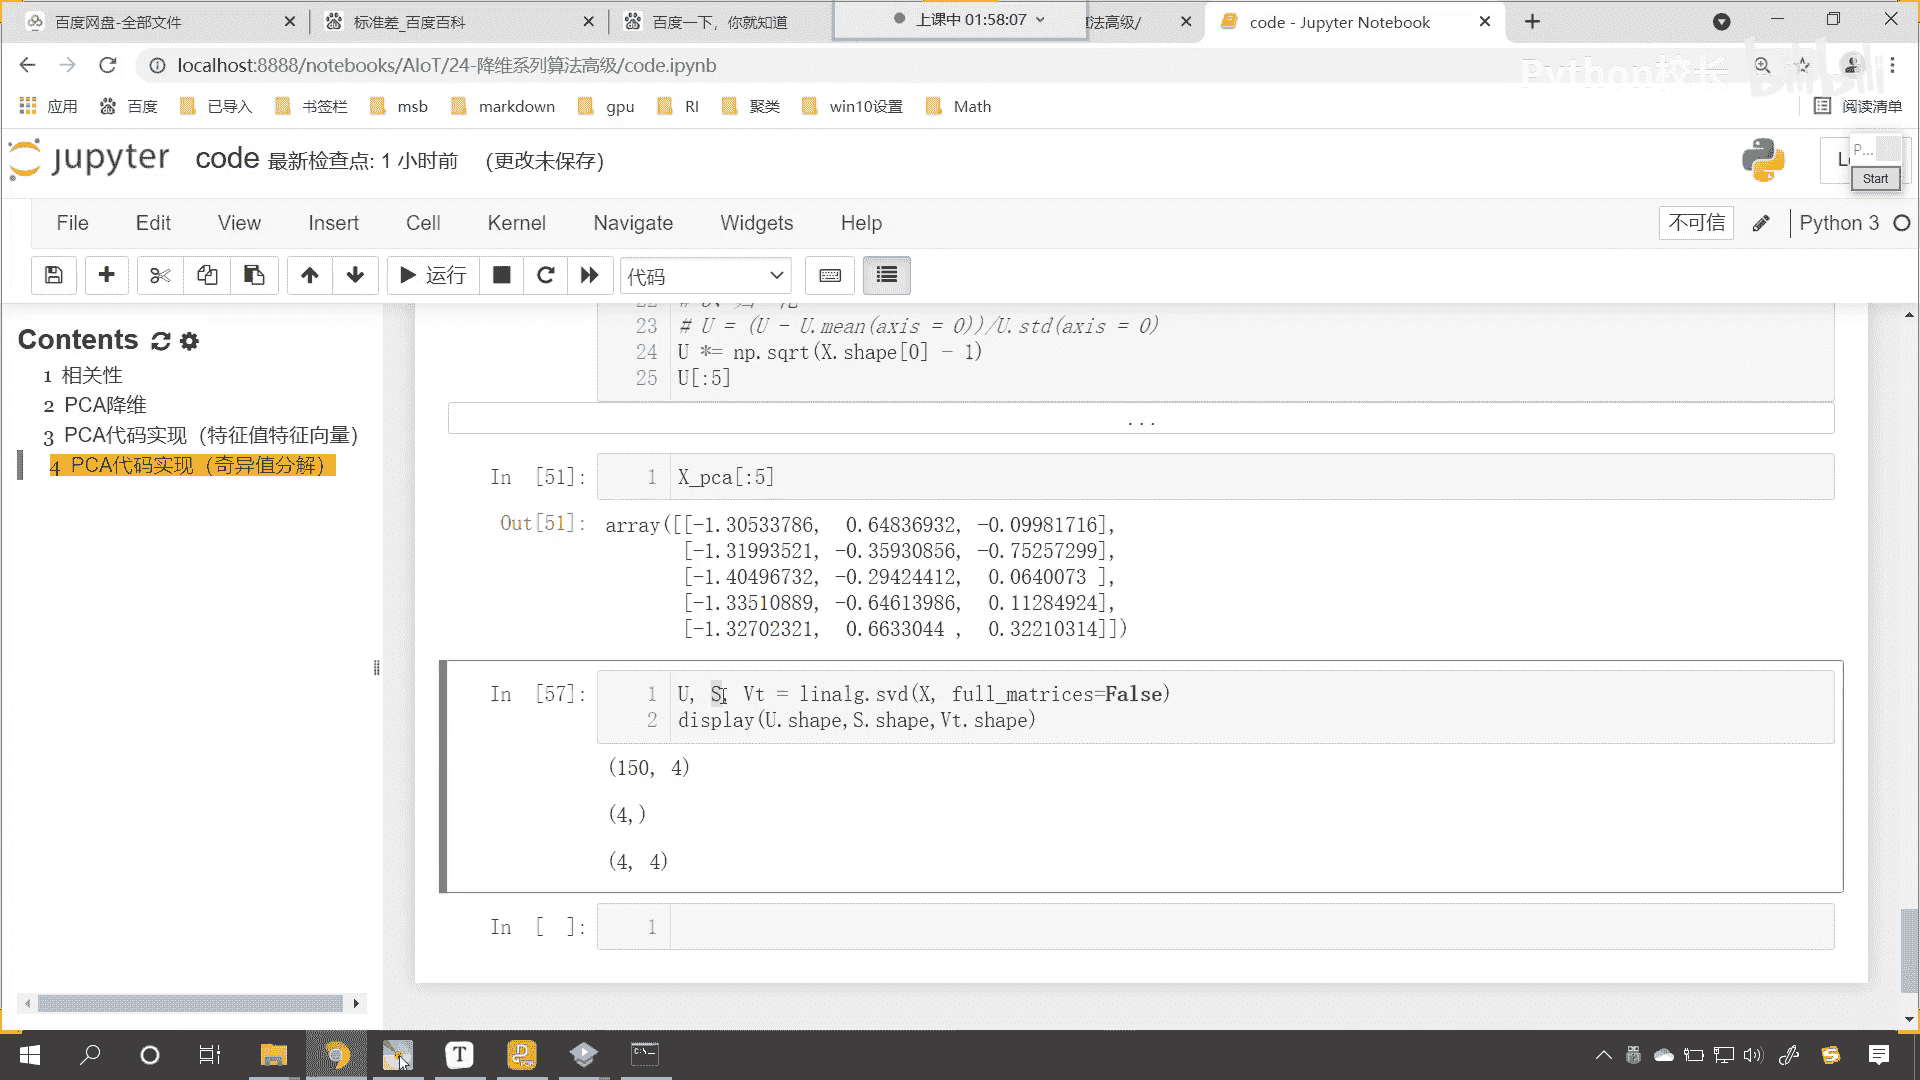 百度网盘-全部文件
标准差_百度百科
百度一下，你就知道
上课中 01:58:07
算法高级/
code - Jupyter Notebook
localhost:8888/notebooks/AIoT/24-降维系列算法高级/code.ipynb
Python校长
bilibili
应用
百度
已导入
书签栏
msb
markdown
gpu
RI
聚类
win10设置
Math
阅读清单
jupyter
code 最新检查点: 1 小时前 (更改未保存)
P...
Start
File
Edit
View
Insert
Cell
Kernel
Navigate
Widgets
Help
不可信
Python 3
运行
代码
Contents
1 相关性
2 PCA降维
3 PCA代码实现（特征值特征向量）
4 PCA代码实现（奇异值分解）
23 # U = (U - U.mean(axis = 0))/U.std(axis = 0)
24 U *= np.sqrt(X.shape[0] - 1)
25 U[:5]
...
In [51]: 1 X_pca[:5]
Out[51]: array([[-1.30533786, 0.64836932, -0.09981716],
[-1.31993521, -0.35930856, -0.75257299],
[-1.40496732, -0.29424412, 0.0640073 ],
[-1.33510889, -0.64613986, 0.11284924],
[-1.32702321, 0.6633044 , 0.32210314]])
In [57]: 1 U, S, Vt = linalg.svd(X, full_matrices=False)
2 display(U.shape,S.shape,Vt.shape)
(150, 4)
(4,)
(4, 4)
In [ ]: 1